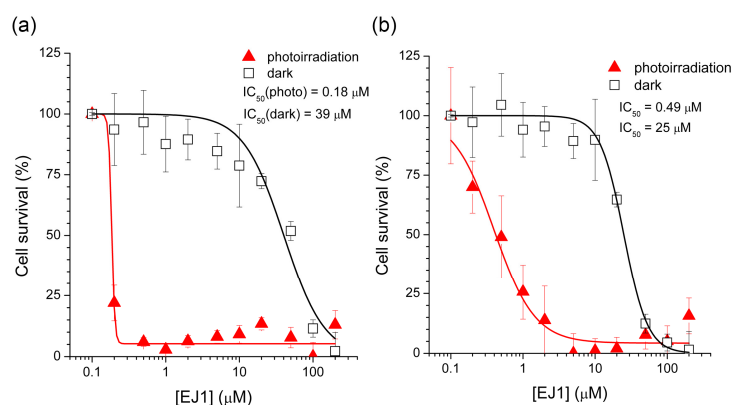 (a)
125
100
75
50
25
0
Cell survival (%)
photoirradiation
dark
IC₅₀(photo) = 0.18 μM
IC₅₀(dark) = 39 μM
0.1 1 10 100
[EJ1] (μM)
(b)
125
100
75
50
25
0
Cell survival (%)
photoirradiation
dark
IC₅₀ = 0.49 μM
IC₅₀ = 25 μM
0.1 1 10 100
[EJ1] (μM)